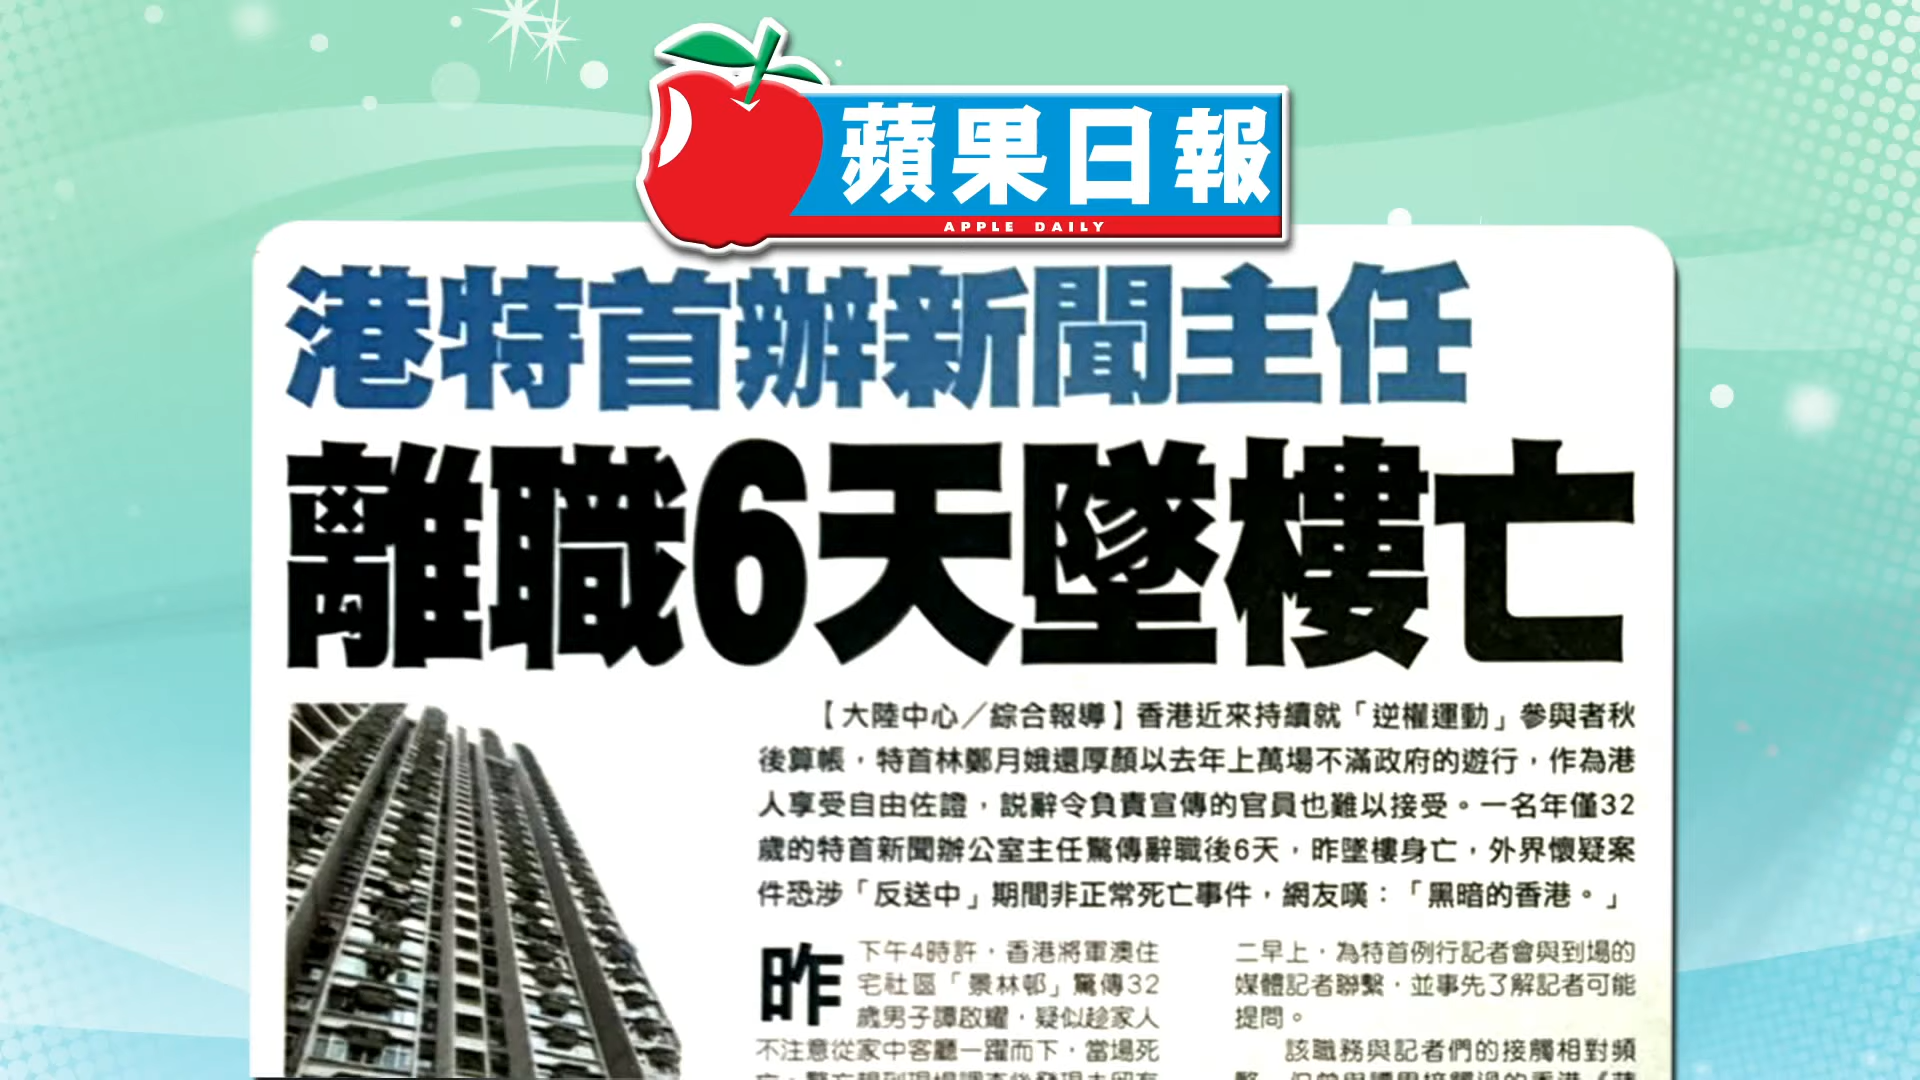 蘋果日報
APPLE DAILY
港特首辦新聞主任
離職6天墜樓亡
【大陸中心／綜合報導】香港近來持續就「逆權運動」參與者秋
後算帳，特首林鄭月娥還厚顏以去年上萬場不滿政府的遊行，作為港
人享受自由佐證，說辭令負責宣傳的官員也難以接受。一名年僅32
歲的特首新聞辦公室主任驚傳辭職後6天，昨墜樓身亡，外界懷疑案
件恐涉「反送中」期間非正常死亡事件，網友嘆：「黑暗的香港。」
昨
下午4時許，香港將軍澳住
宅社區「景林邨」驚傳32
歲男子譚啟耀，疑似趁家人
不注意從家中客廳一躍而下，當場死
二早上，為特首例行記者會與到場的
媒體記者聯繫，並事先了解記者可能
提問。
該職務與記者們的接觸相對頻